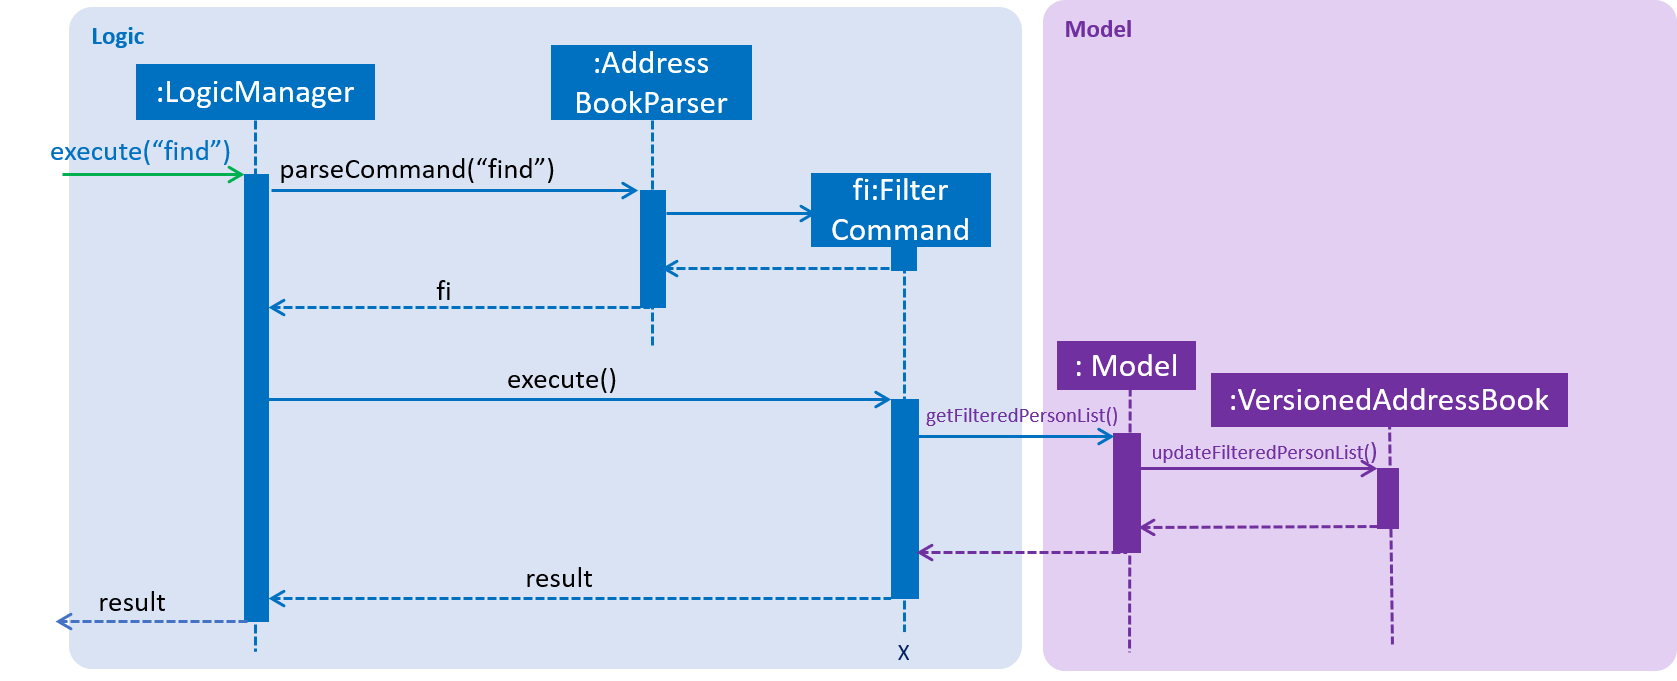 Logic
Model
:LogicManager
:Address
BookParser
execute(“find”)
parseCommand(“find”)
fi:Filter
Command
fi
execute()
: Model
:VersionedAddressBook
getFilteredPersonList()
updateFilteredPersonList()
result
result
X